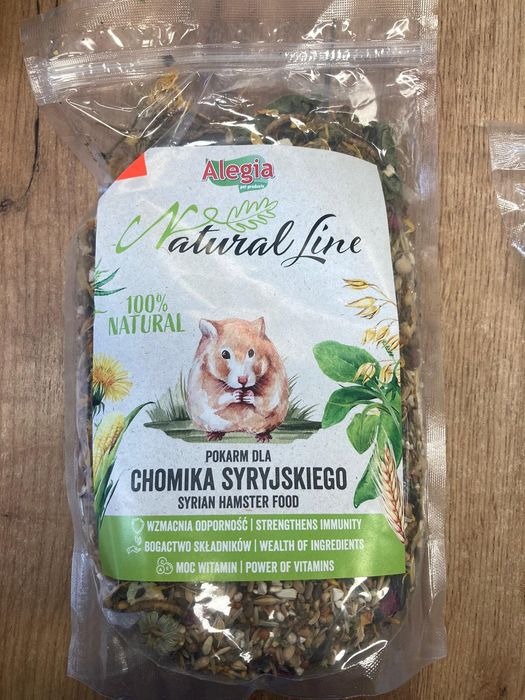 Alegia
pet products
Natural Line
100%
NATURAL
POKARM DLA
CHOMIKA SYRYJSKIEGO
SYRIAN HAMSTER FOOD
WZMACNIA ODPORNOŚĆ | STRENGTHENS IMMUNITY
BOGACTWO SKŁADNIKÓW | WEALTH OF INGREDIENTS
MOC WITAMIN | POWER OF VITAMINS